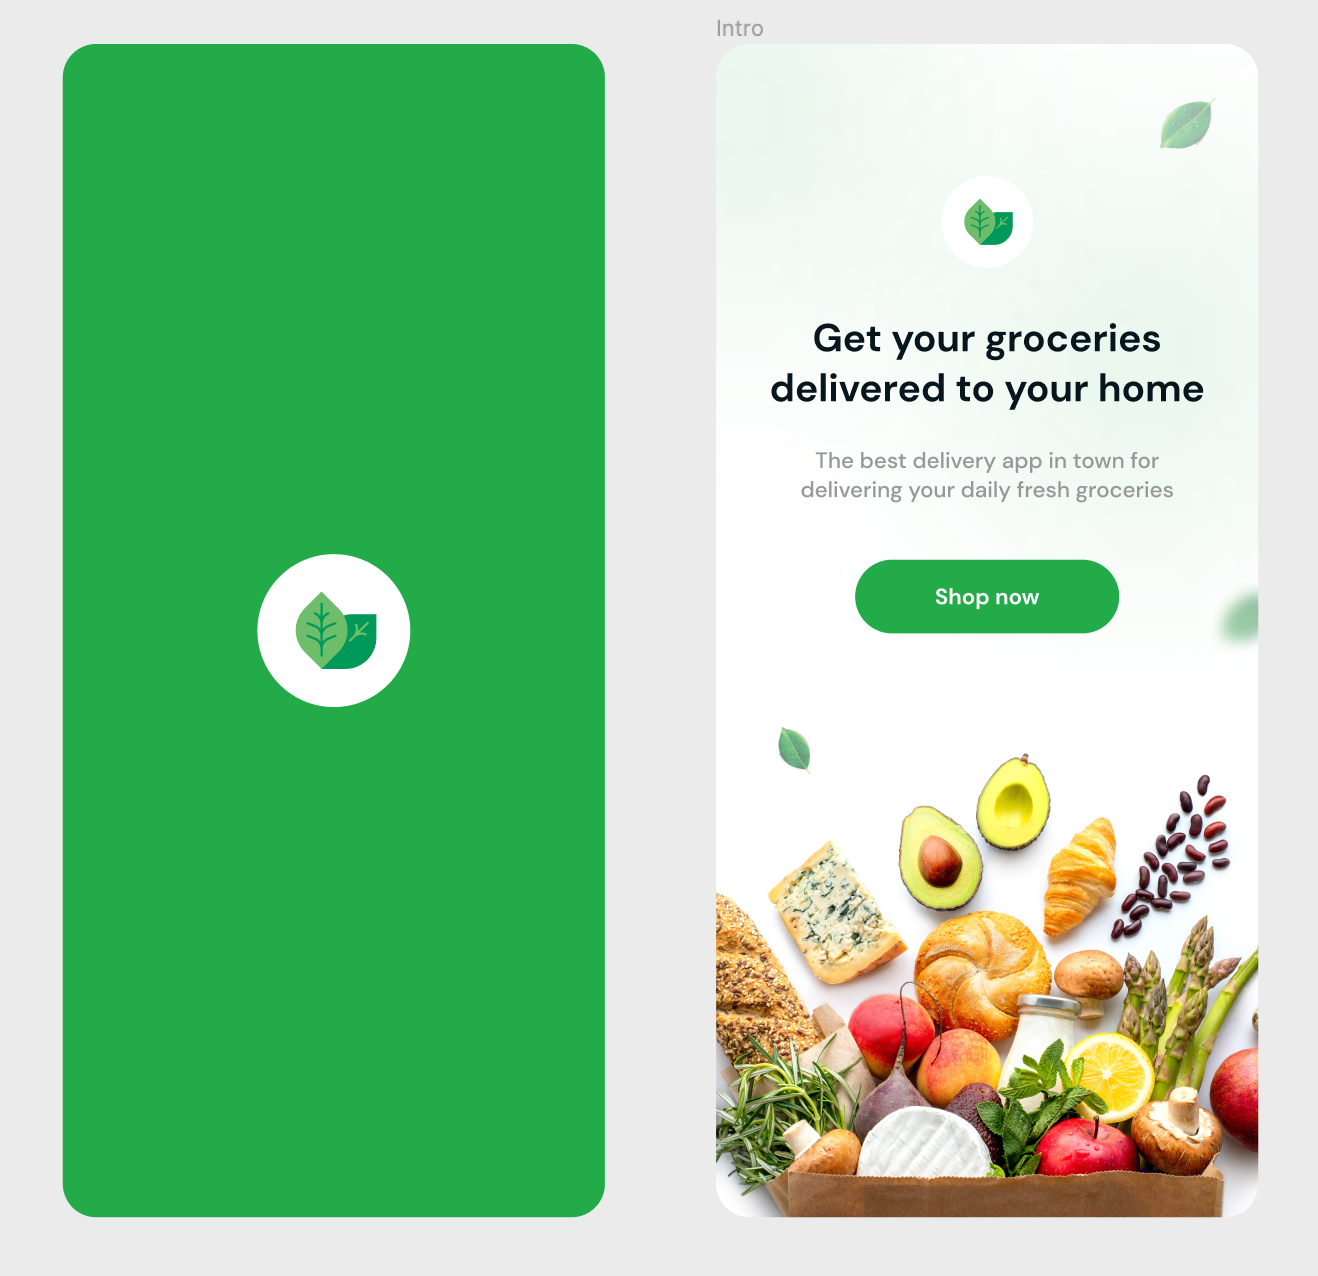 Intro
Get your groceries
delivered to your home
The best delivery app in town for
delivering your daily fresh groceries
Shop now